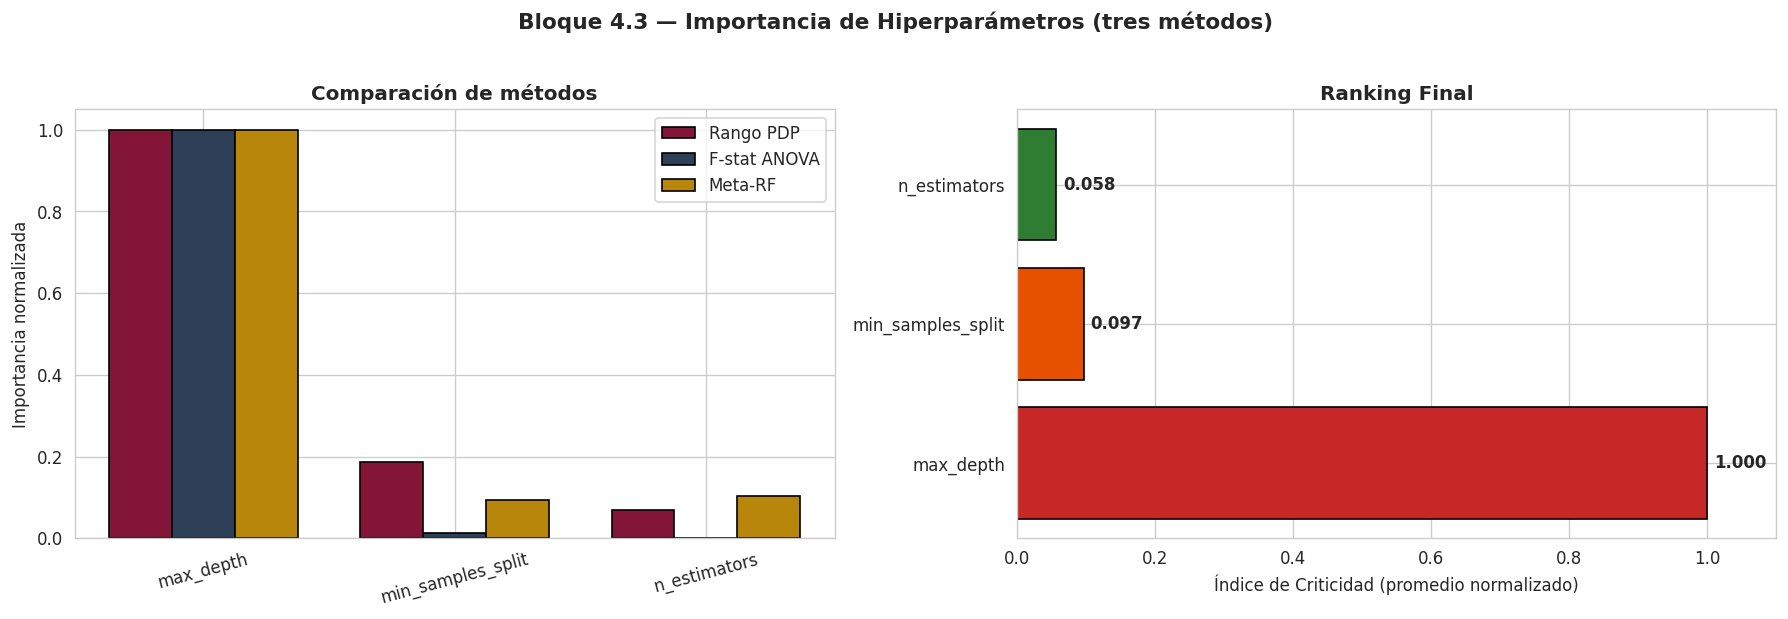 Bloque 4.3 — Importancia de Hiperparámetros (tres métodos)
Comparación de métodos
Importancia normalizada
1.0
0.8
0.6
0.4
0.2
0.0
Rango PDP
F-stat ANOVA
Meta-RF
max_depth
min_samples_split
n_estimators
Ranking Final
n_estimators
0.058
min_samples_split
0.097
max_depth
1.000
0.0 0.2 0.4 0.6 0.8 1.0
Índice de Criticidad (promedio normalizado)